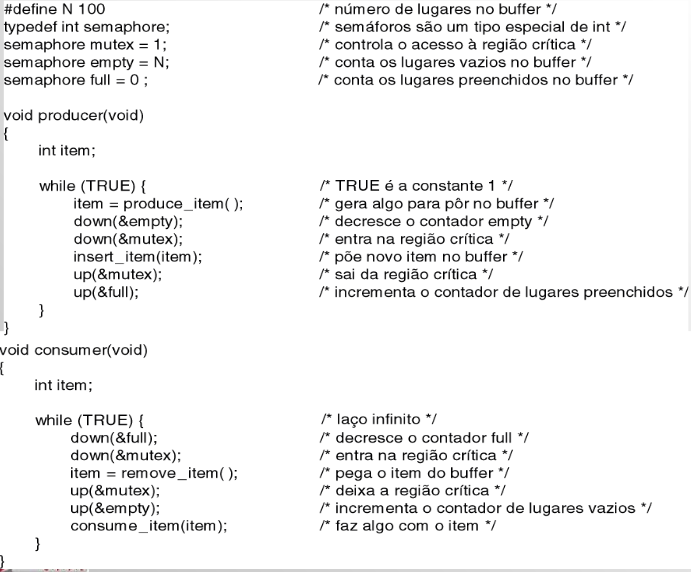 #define N 100 /* número de lugares no buffer */
typedef int semaphore; /* semáforos são um tipo especial de int */
semaphore mutex = 1; /* controla o acesso à região crítica */
semaphore empty = N; /* conta os lugares vazios no buffer */
semaphore full = 0 ; /* conta os lugares preenchidos no buffer */
void producer(void)
{
int item;
while (TRUE) { /* TRUE é a constante 1 */
item = produce_item( ); /* gera algo para pôr no buffer */
down(&empty); /* decresce o contador empty */
down(&mutex); /* entra na região crítica */
insert_item(item); /* põe novo item no buffer */
up(&mutex); /* sai da região crítica */
up(&full); /* incrementa o contador de lugares preenchidos */
}
}
void consumer(void)
{
int item;
while (TRUE) { /* laço infinito */
down(&full); /* decresce o contador full */
down(&mutex); /* entra na região crítica */
item = remove_item( ); /* pega o item do buffer */
up(&mutex); /* deixa a região crítica */
up(&empty); /* incrementa o contador de lugares vazios */
consume_item(item); /* faz algo com o item */
}
}